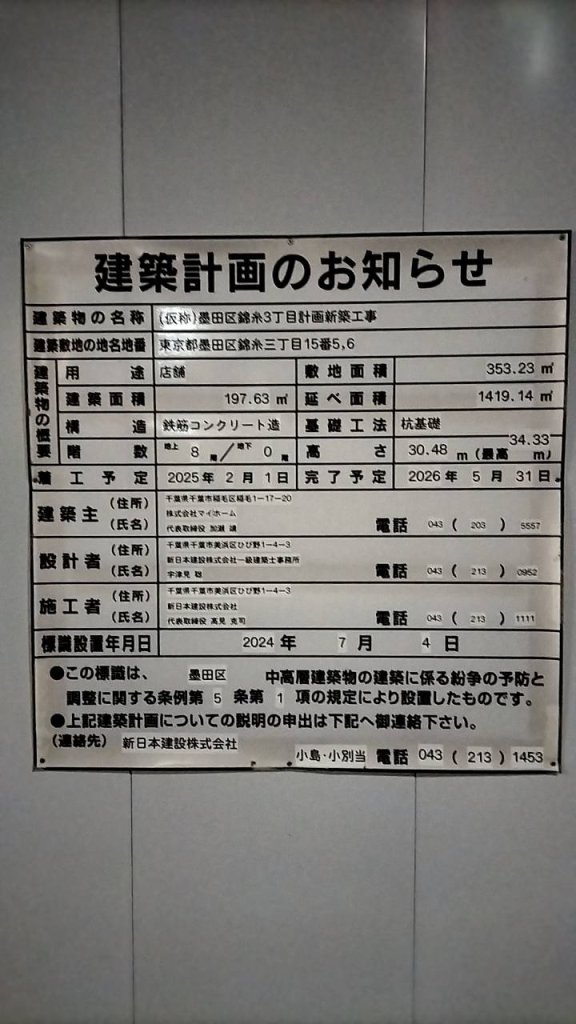 建築計画のお知らせ
建築物の名称 (仮称)墨田区錦糸3丁目計画新築工事
建築敷地の地名地番 東京都墨田区錦糸三丁目15番5,6
建築物の概要
用途 店舗 敷地面積 353.23 ㎡
建築面積 197.63 ㎡ 延べ面積 1419.14 ㎡
構造 鉄筋コンクリート造 基礎工法 杭基礎
階数 地上 8 階/地下 0 階 高さ 30.48 m (最高 34.33 m)
着工予定 2025年 2月 1日 完了予定 2026年 5月 31日
建築主 (住所) 千葉県千葉市稲毛区稲毛1-17-20
株式会社マイホーム
(氏名) 代表取締役 加瀬 譲 電話 043 ( 203 ) 5557
設計者 (住所) 千葉県千葉市美浜区ひび野1-4-3
新日本建設株式会社一級建築士事務所
(氏名) 宇津見 聡 電話 043 ( 213 ) 0952
施工者 (住所) 千葉県千葉市美浜区ひび野1-4-3
新日本建設株式会社
(氏名) 代表取締役 高見 克司 電話 043 ( 213 ) 1111
標識設置年月日 2024 年 7 月 4 日
●この標識は、 墨田区 中高層建築物の建築に係る紛争の予防と
調整に関する条例第 5 条第 1 項の規定により設置したものです。
●上記建築計画についての説明の申出は下記へ御連絡下さい。
(連絡先) 新日本建設株式会社
小島・小別当 電話 043 ( 213 ) 1453